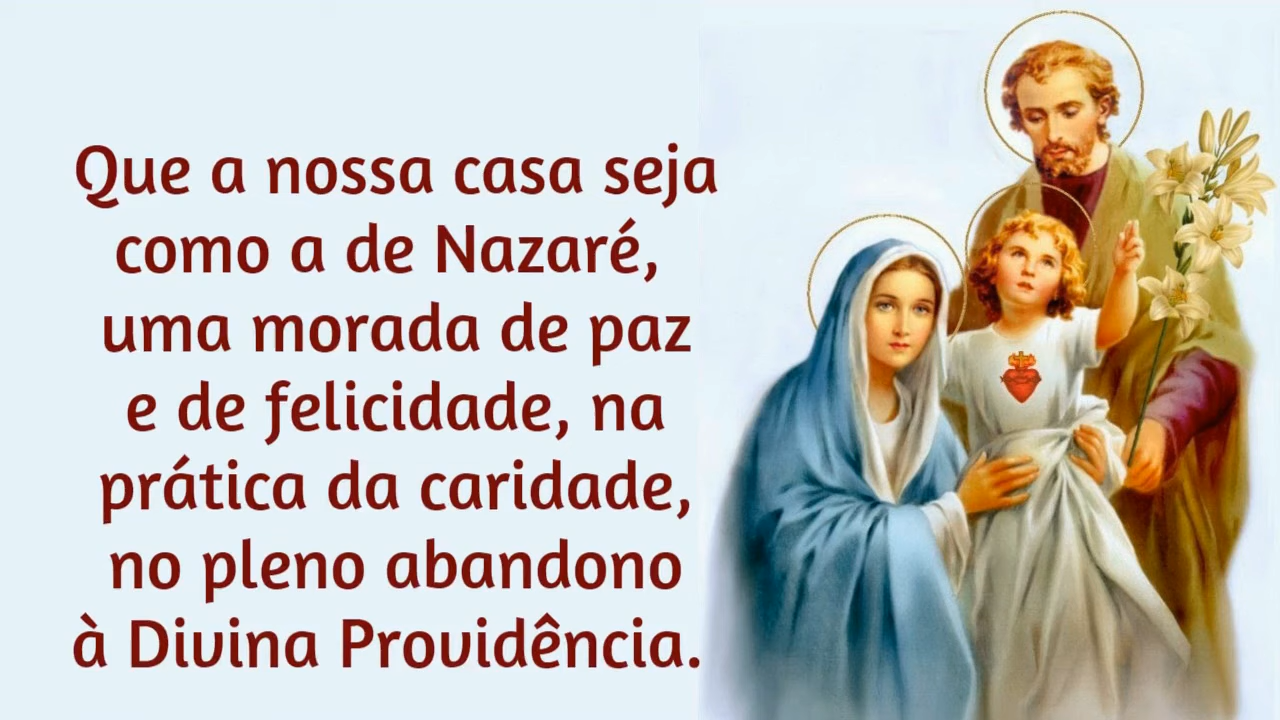 Que a nossa casa seja
como a de Nazaré,
uma morada de paz
e de felicidade, na
prática da caridade,
no pleno abandono
à Divina Providência.